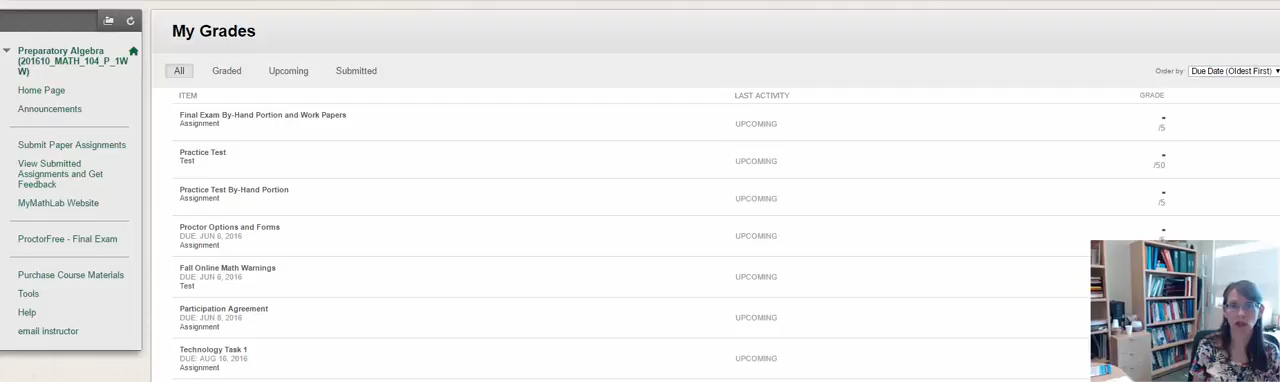 My Grades
Preparatory Algebra
(201610_MATH_104_P_1W
W)
Home Page
Announcements
Submit Paper Assignments
View Submitted
Assignments and Get
Feedback
MyMathLab Website
ProctorFree - Final Exam
Purchase Course Materials
Tools
Help
email instructor
All Graded Upcoming Submitted
Order by: Due Date (Oldest First)
ITEM LAST ACTIVITY GRADE
Final Exam By-Hand Portion and Work Papers
Assignment
UPCOMING
-
/5
Practice Test
Test
UPCOMING
-
/50
Practice Test By-Hand Portion
Assignment
UPCOMING
-
/5
Proctor Options and Forms
DUE: JUN 6, 2016
Assignment
UPCOMING
-
Fall Online Math Warnings
DUE: JUN 6, 2016
Test
UPCOMING
Participation Agreement
DUE: JUN 8, 2016
Assignment
UPCOMING
Technology Task 1
DUE: AUG 16, 2016
Assignment
UPCOMING